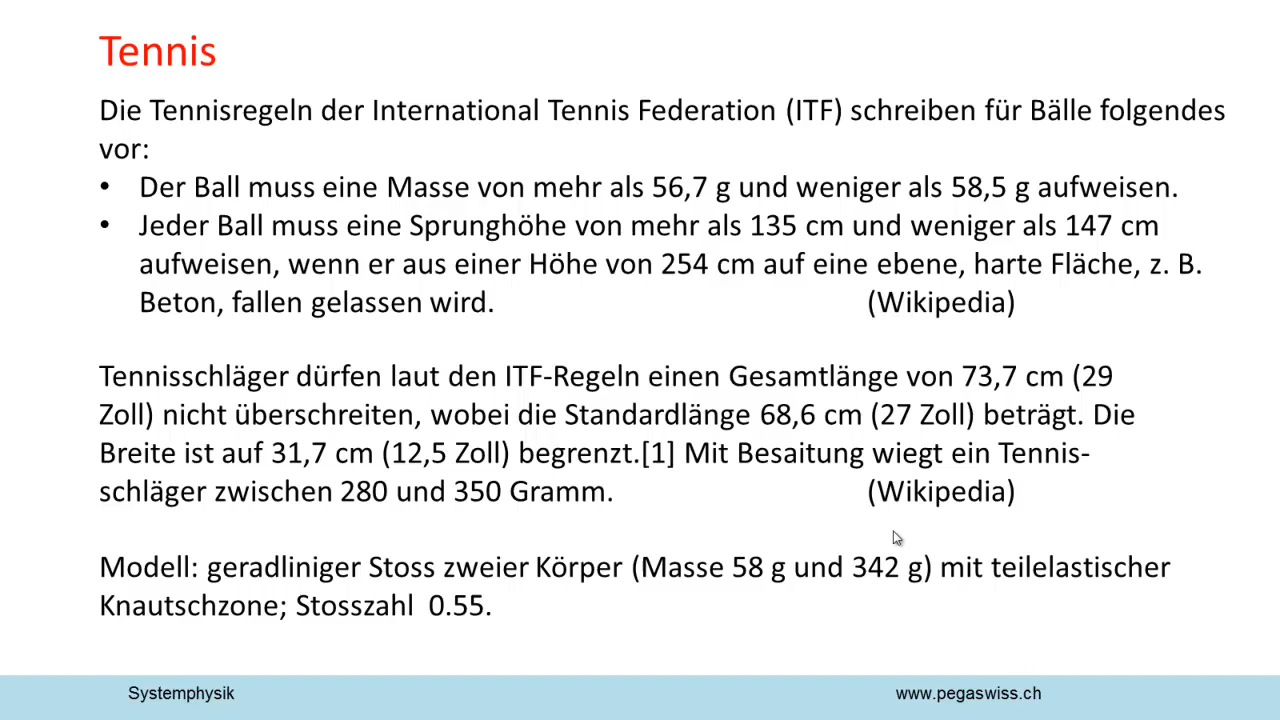 Tennis
Die Tennisregeln der International Tennis Federation (ITF) schreiben für Bälle folgendes
vor:
• Der Ball muss eine Masse von mehr als 56,7 g und weniger als 58,5 g aufweisen.
• Jeder Ball muss eine Sprunghöhe von mehr als 135 cm und weniger als 147 cm
aufweisen, wenn er aus einer Höhe von 254 cm auf eine ebene, harte Fläche, z. B.
Beton, fallen gelassen wird. (Wikipedia)
Tennisschläger dürfen laut den ITF-Regeln einen Gesamtlänge von 73,7 cm (29
Zoll) nicht überschreiten, wobei die Standardlänge 68,6 cm (27 Zoll) beträgt. Die
Breite ist auf 31,7 cm (12,5 Zoll) begrenzt.[1] Mit Besaitung wiegt ein Tennis-
schläger zwischen 280 und 350 Gramm. (Wikipedia)
Modell: geradliniger Stoss zweier Körper (Masse 58 g und 342 g) mit teilelastischer
Knautschzone; Stosszahl 0.55.
Systemphysik www.pegaswiss.ch